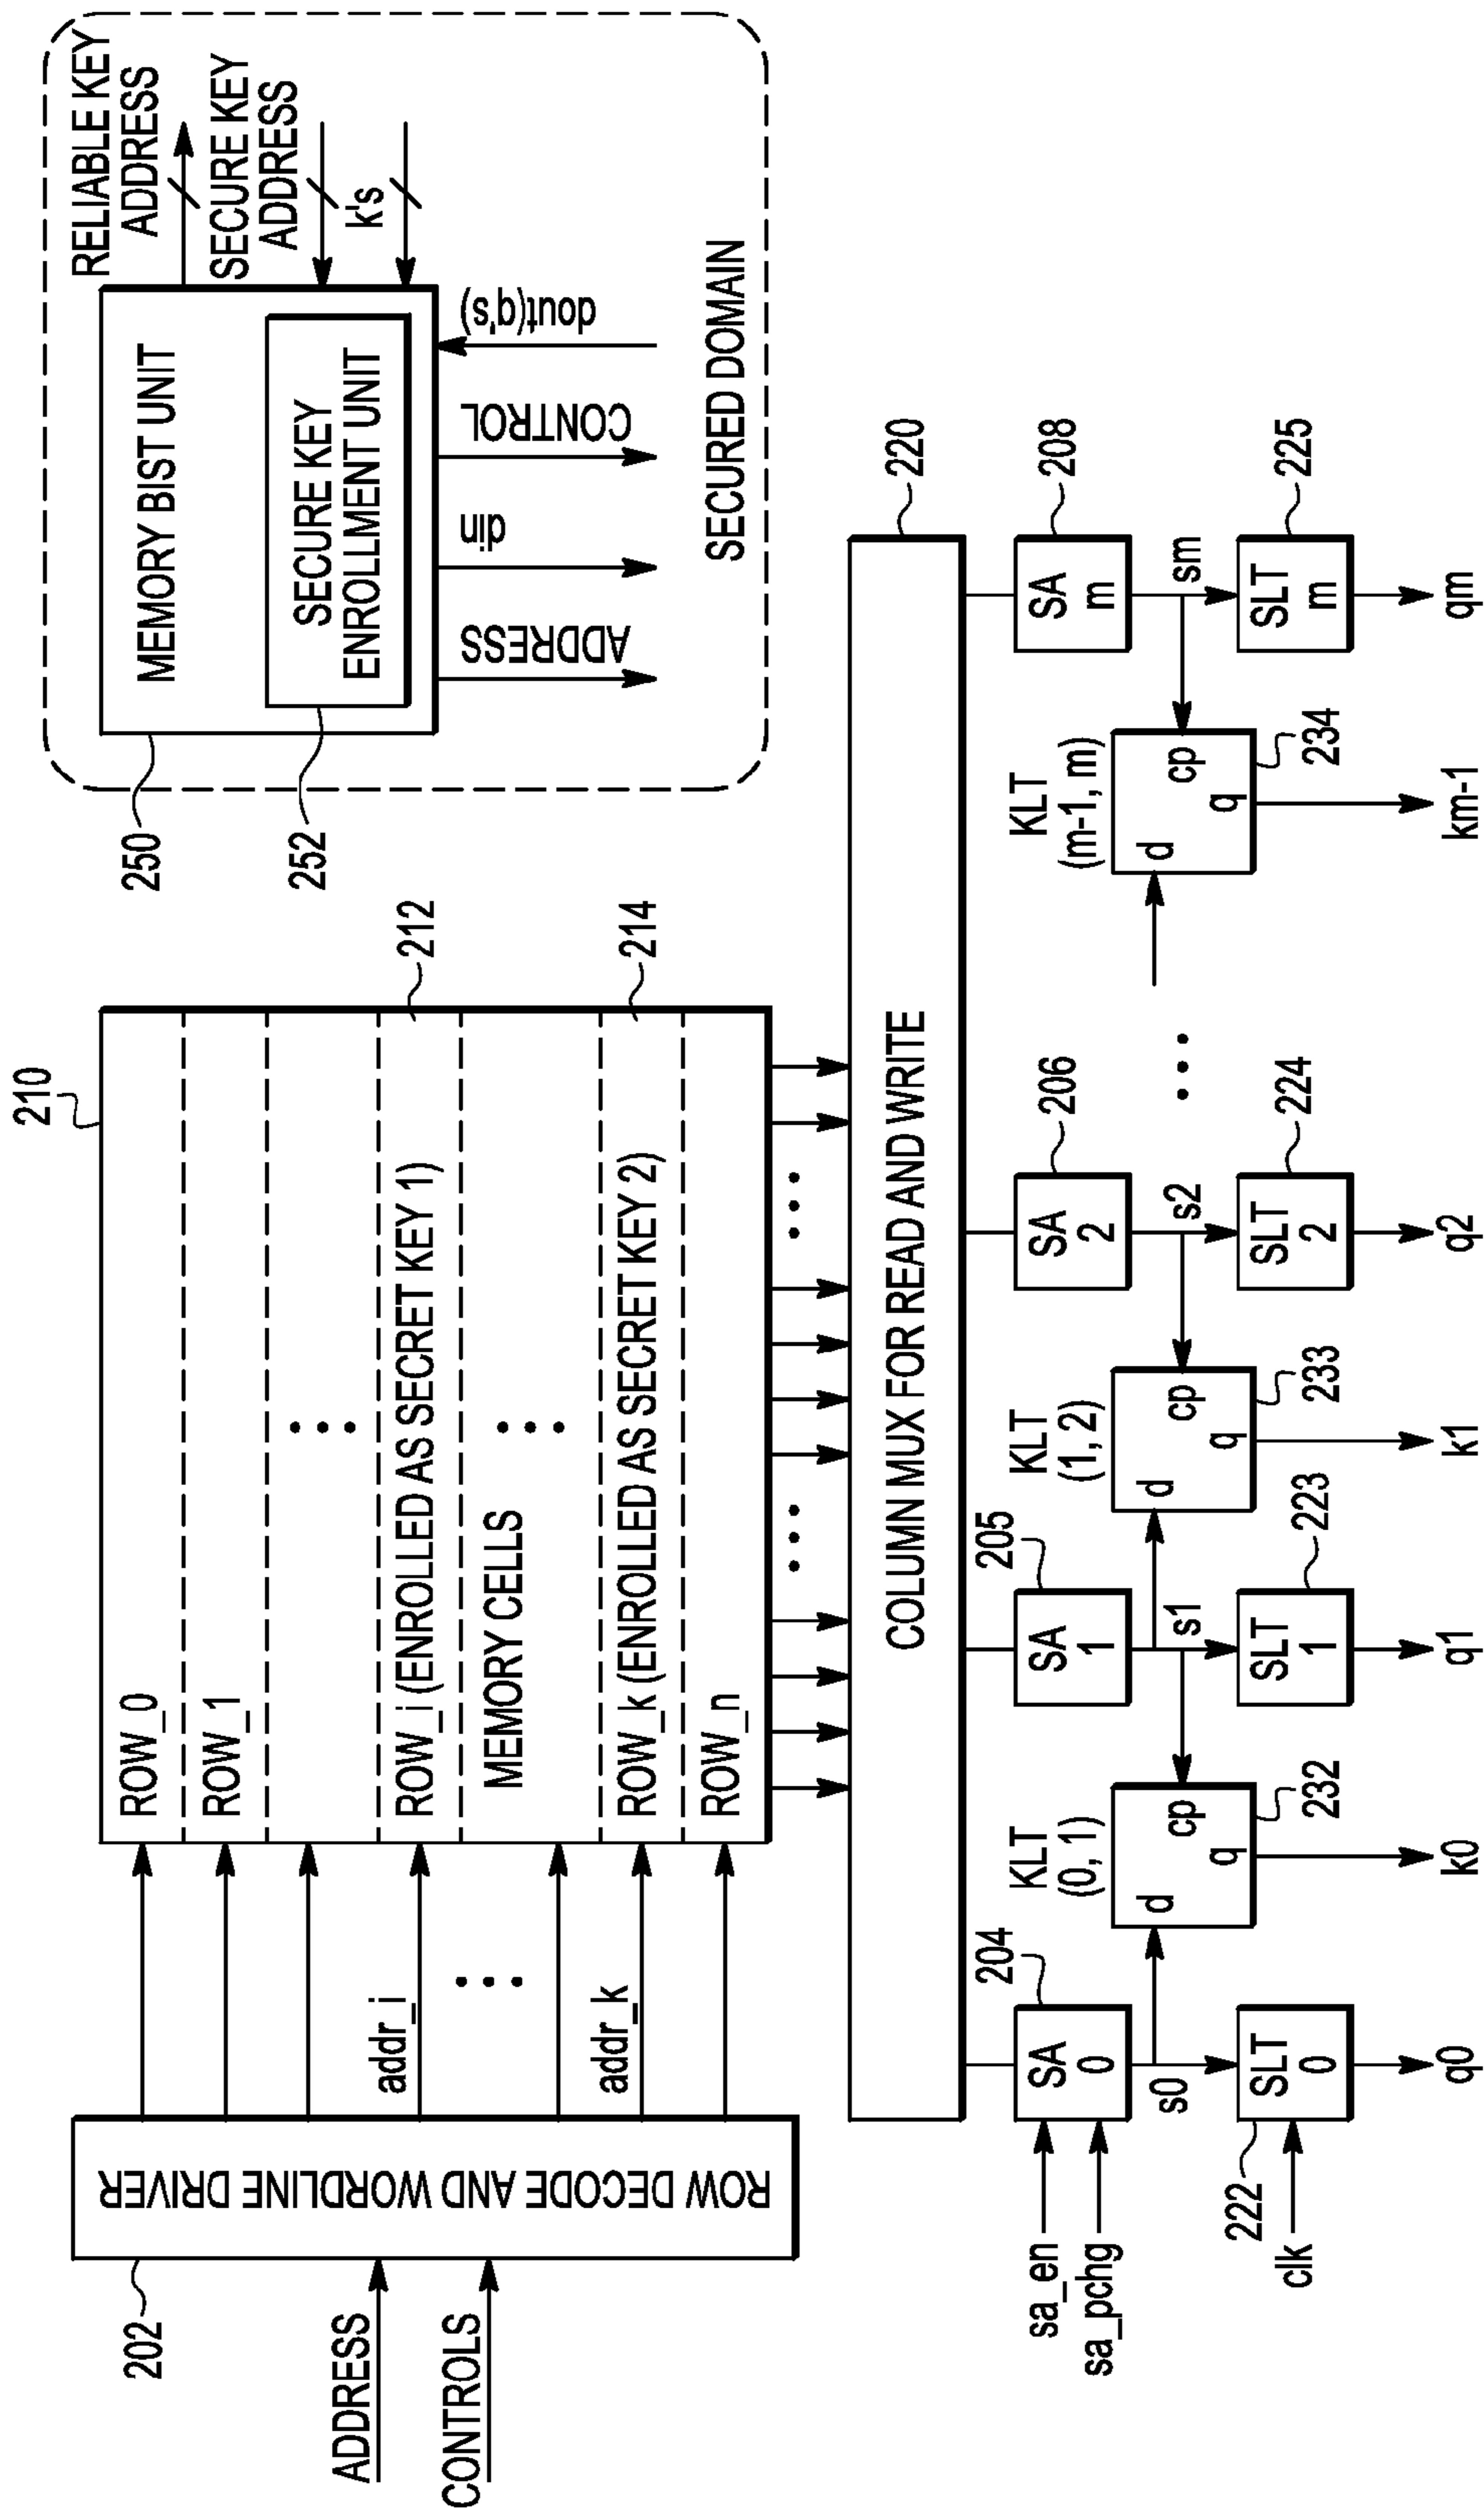 202
ADDRESS
CONTROLS
ROW DECODE AND WORDLINE DRIVER
addr_i
addr_k
210
ROW_0
ROW_1
ROW_i (ENROLLED AS SECRET KEY 1)
MEMORY CELLS
ROW_k (ENROLLED AS SECRET KEY 2)
ROW_n
212
214
250
252
MEMORY BIST UNIT
SECURE KEY
ENROLLMENT UNIT
RELIABLE KEY
ADDRESS
SECURE KEY
ADDRESS
k's
ADDRESS
din
CONTROL
dout(q's)
SECURED DOMAIN
COLUMN MUX FOR READ AND WRITE
220
sa_en
sa_pchg
204
SA
0
KLT
(0, 1)
205
SA
1
KLT
(1, 2)
206
SA
2
KLT
(m-1, m)
208
SA
m
s0
d
cp
q
232
s1
d
cp
q
233
s2
d
cp
q
234
sm
222
clk
SLT
0
223
SLT
1
224
SLT
2
225
SLT
m
q0
k0
q1
k1
q2
km-1
qm